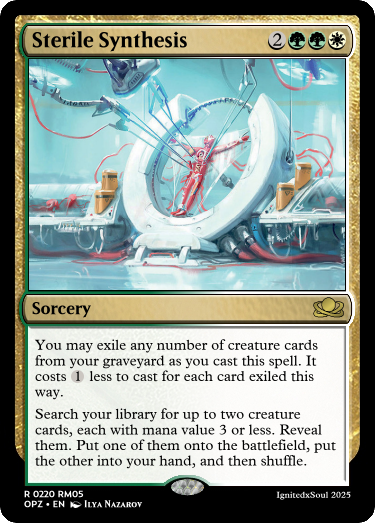 Sterile Synthesis 2
Sorcery
You may exile any number of creature cards
from your graveyard as you cast this spell. It
costs 1 less to cast for each card exiled this
way.
Search your library for up to two creature
cards, each with mana value 3 or less. Reveal
them. Put one of them onto the battlefield, put
the other into your hand, and then shuffle.
R 0220 RM05
OPZ • EN Ilya Nazarov
IgnitedxSoul 2025